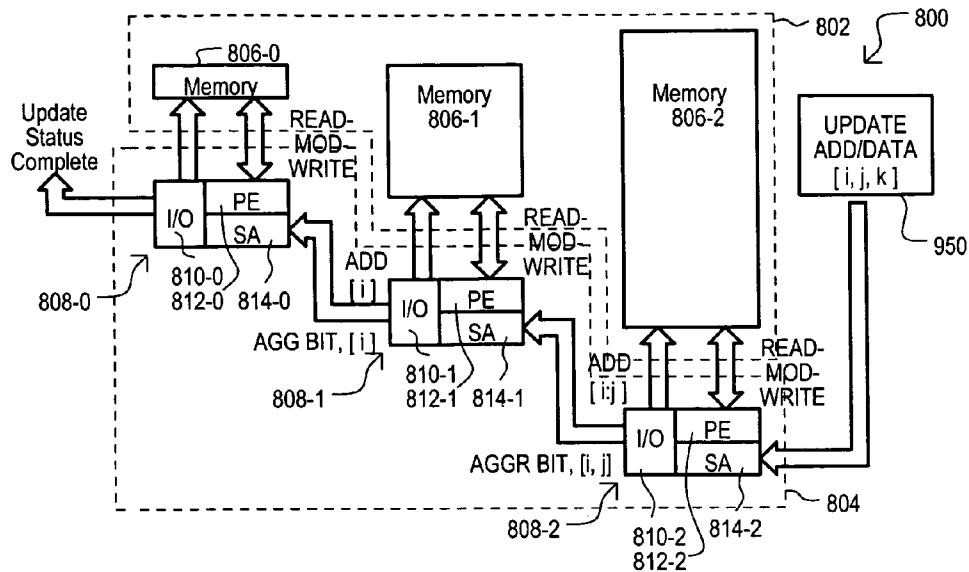 800
802
806-0
Memory
Memory
806-1
Memory
806-2
UPDATE
ADD/DATA
[ i, j, k ]
950
Update
Status
Complete
READ-
MOD-
WRITE
I/O
PE
SA
810-0
812-0
814-0
808-0
READ-
MOD-
WRITE
ADD
[ i ]
I/O
PE
SA
AGG BIT, [ i ]
810-1
812-1
814-1
808-1
READ-
MOD-
WRITE
ADD
[ i:j ]
I/O
PE
SA
AGGR BIT, [i, j]
808-2
810-2
812-2
814-2
804